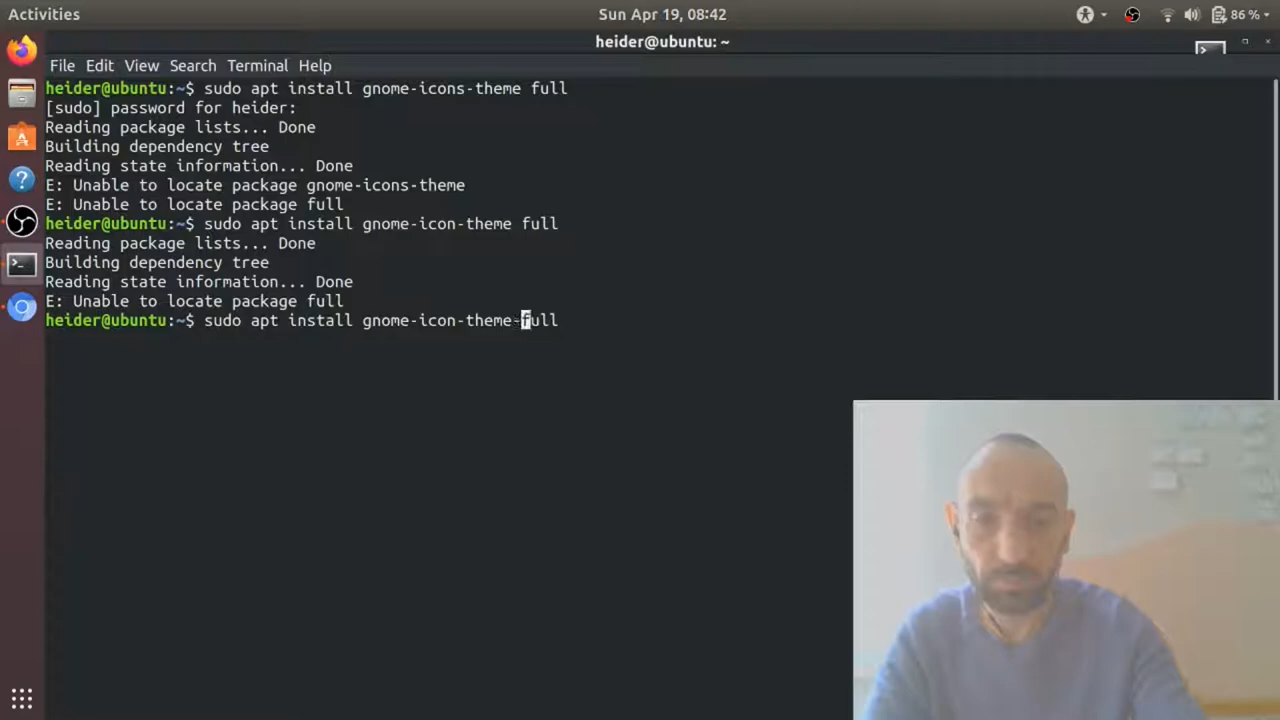 Activities
Sun Apr 19, 08:42
86 %
heider@ubuntu: ~
File Edit View Search Terminal Help
heider@ubuntu:~$ sudo apt install gnome-icons-theme full
[sudo] password for heider:
Reading package lists... Done
Building dependency tree
Reading state information... Done
E: Unable to locate package gnome-icons-theme
E: Unable to locate package full
heider@ubuntu:~$ sudo apt install gnome-icon-theme full
Reading package lists... Done
Building dependency tree
Reading state information... Done
E: Unable to locate package full
heider@ubuntu:~$ sudo apt install gnome-icon-theme-full